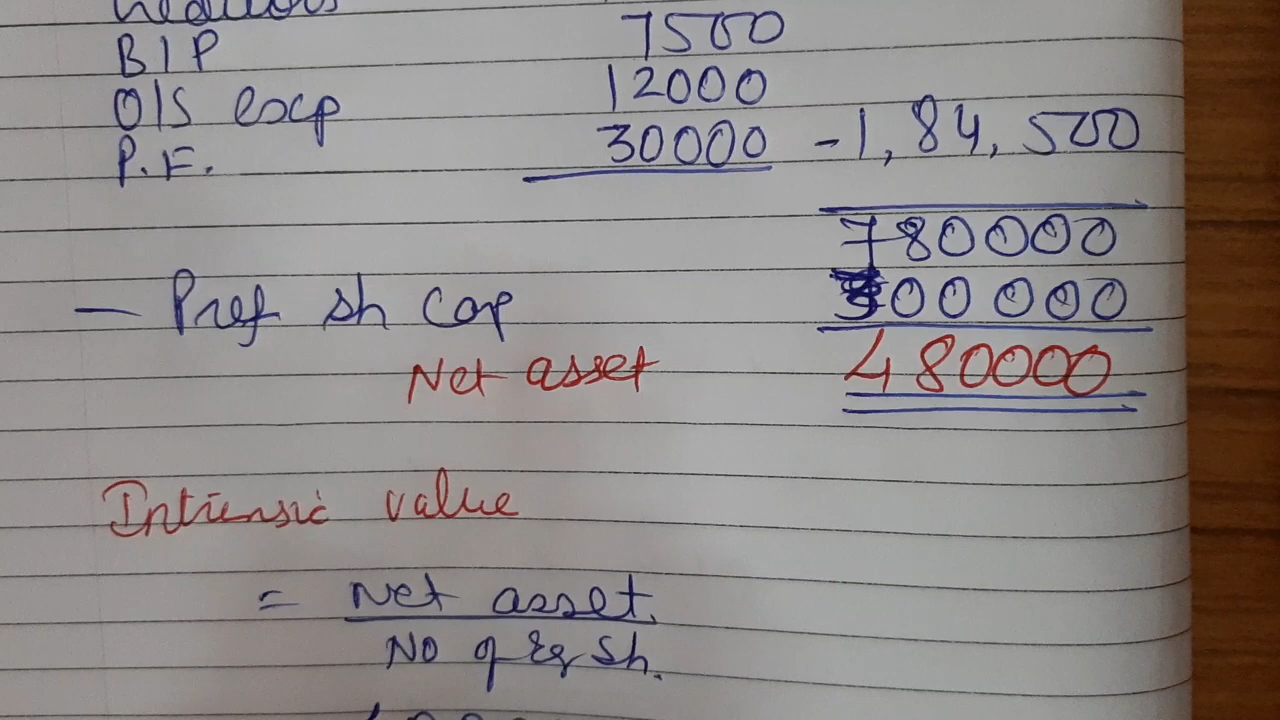 B/P 7500
O/S exp 12000
P.F. 30000 - 1,84,500
780000
- Pref sh Cap 300000
Net asset 480000
Intrinsic value
= Net asset.
No of Eq Sh.